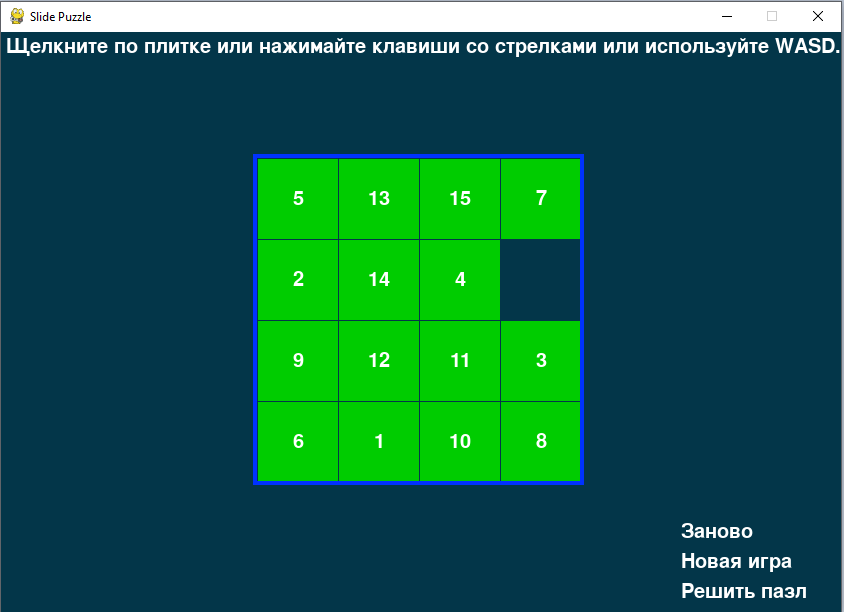 Slide Puzzle
Щелкните по плитке или нажимайте клавиши со стрелками или используйте WASD.
5 13 15 7
2 14 4
9 12 11 3
6 1 10 8
Заново
Новая игра
Решить пазл